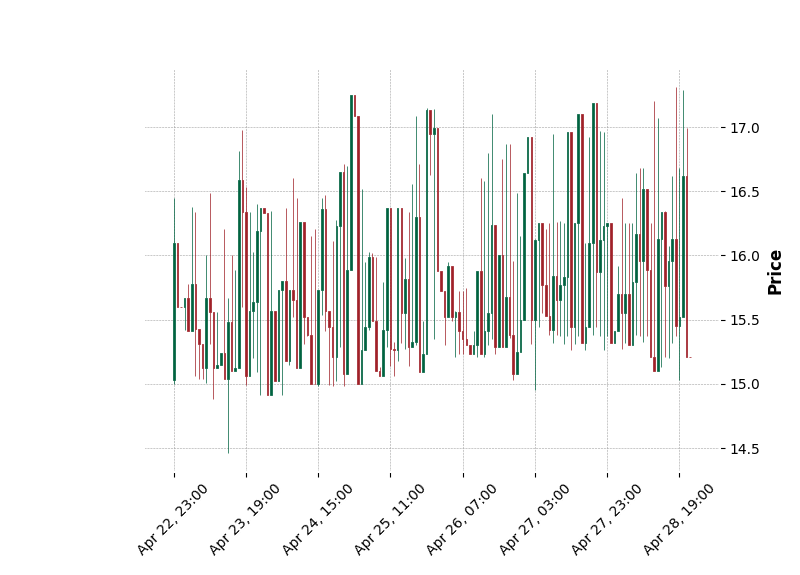 17.0
16.5
16.0
15.5
15.0
14.5
Price
Apr 22, 23:00
Apr 23, 19:00
Apr 24, 15:00
Apr 25, 11:00
Apr 26, 07:00
Apr 27, 03:00
Apr 27, 23:00
Apr 28, 19:00